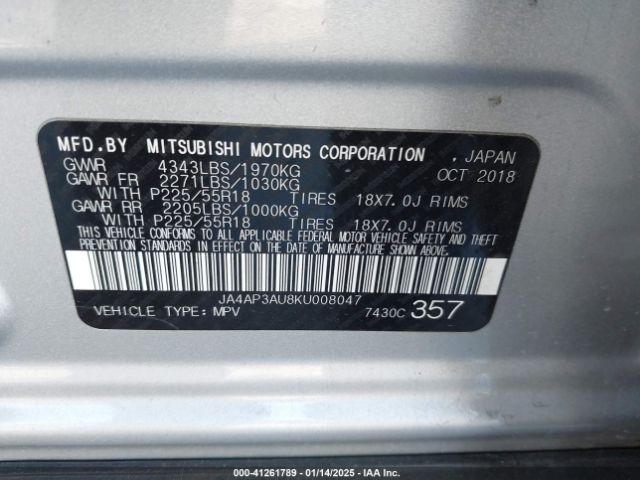 MFD.BY MITSUBISHI MOTORS CORPORATION , JAPAN
GVWR 4343LBS/1970KG OCT 2018
GAWR FR 2271LBS/1030KG
WITH P225/55R18 TIRES 18X7.0J RIMS
GAWR RR 2205LBS/1000KG
WITH P225/55R18 TIRES 18X7.0J RIMS
THIS VEHICLE CONFORMS TO ALL APPLICABLE FEDERAL MOTOR VEHICLE SAFETY AND THEFT
PREVENTION STANDARDS IN EFFECT ON THE DATE OF MANUFACTURE SHOWN ABOVE.
JA4AP3AU8KU008047
VEHICLE TYPE: MPV 7430C 357
000-41261789 - 01/14/2025 - IAAI.COM